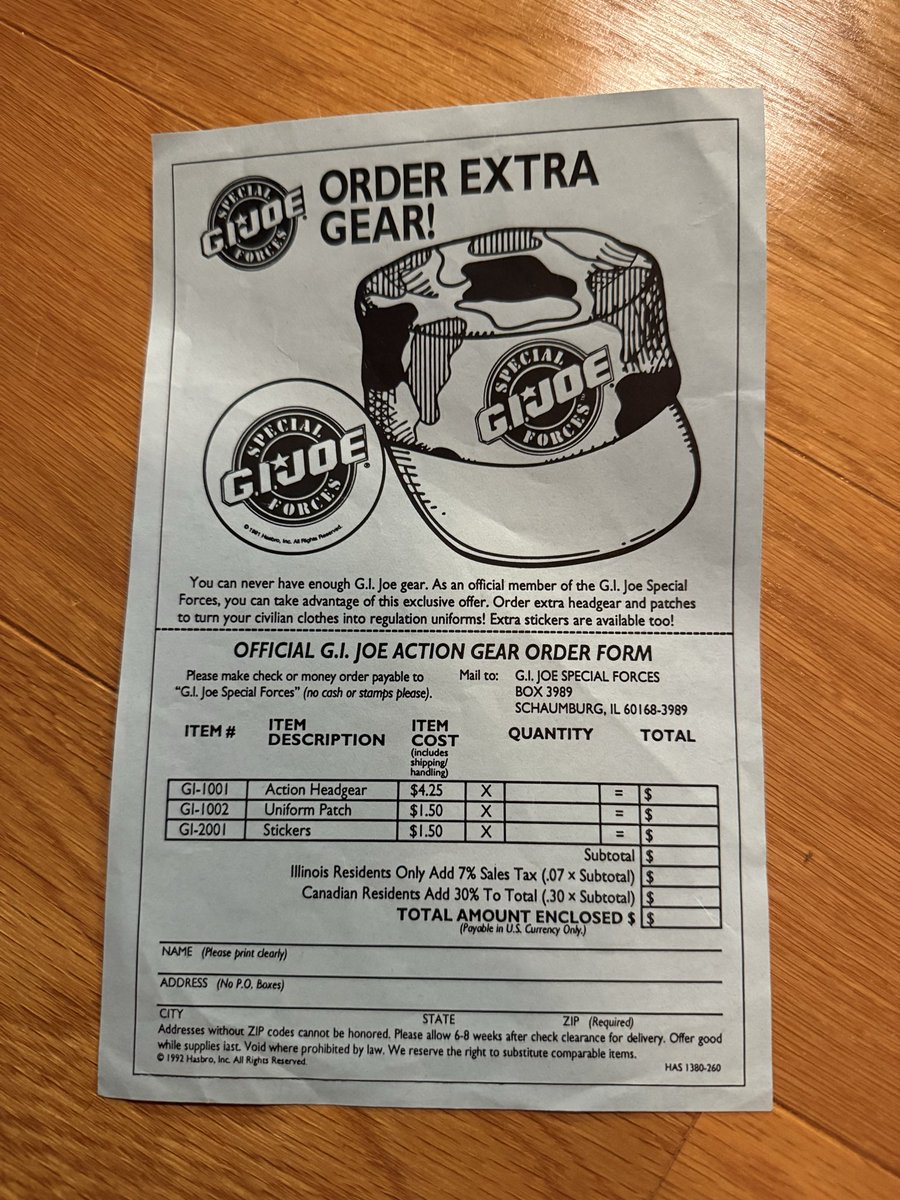 SPECIAL
G.I.JOE
FORCES
ORDER EXTRA
GEAR!
SPECIAL
G.I.JOE
FORCES
SPECIAL
G.I.JOE
FORCES
© 1991 Hasbro, Inc. All Rights Reserved.
You can never have enough G.I. Joe gear. As an official member of the G.I. Joe Special
Forces, you can take advantage of this exclusive offer. Order extra headgear and patches
to turn your civilian clothes into regulation uniforms! Extra stickers are available too!
OFFICIAL G.I. JOE ACTION GEAR ORDER FORM
Please make check or money order payable to
“G.I. Joe Special Forces” (no cash or stamps please).
Mail to: G.I. JOE SPECIAL FORCES
BOX 3989
SCHAUMBURG, IL 60168-3989
ITEM # ITEM DESCRIPTION ITEM COST (includes shipping/ handling) QUANTITY TOTAL
GI-1001 Action Headgear $4.25 X = $
GI-1002 Uniform Patch $1.50 X = $
GI-2001 Stickers $1.50 X = $
Subtotal $
Illinois Residents Only Add 7% Sales Tax (.07 x Subtotal) $
Canadian Residents Add 30% To Total (.30 x Subtotal) $
TOTAL AMOUNT ENCLOSED $ $
(Payable in U.S. Currency Only.)
NAME (Please print clearly)
ADDRESS (No P.O. Boxes)
CITY STATE ZIP (Required)
Addresses without ZIP codes cannot be honored. Please allow 6-8 weeks after check clearance for delivery. Offer good
while supplies last. Void where prohibited by law. We reserve the right to substitute comparable items.
© 1992 Hasbro, Inc. All Rights Reserved.
HAS 1380-260